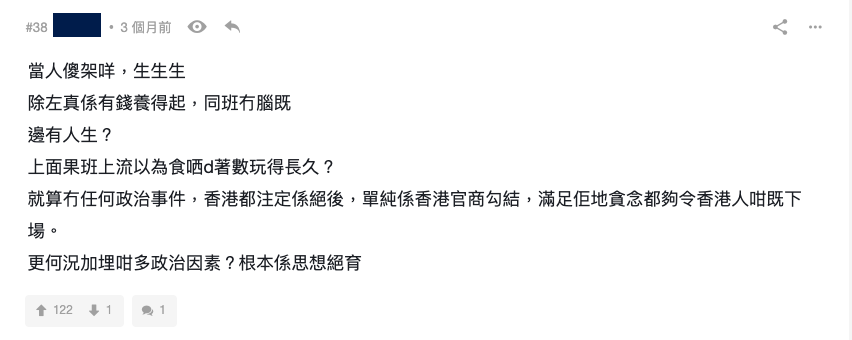 #38 • 3 個月前
當人傻架咩，生生生
除左真係有錢養得起，同班冇腦既
邊有人生？
上面果班上流以為食哂d著數玩得長久？
就算冇任何政治事件，香港都注定係絕後，單純係香港官商勾結，滿足佢地貪念都夠令香港人咁既下
場。
更何況加埋咁多政治因素？根本係思想絕育
122 1 1